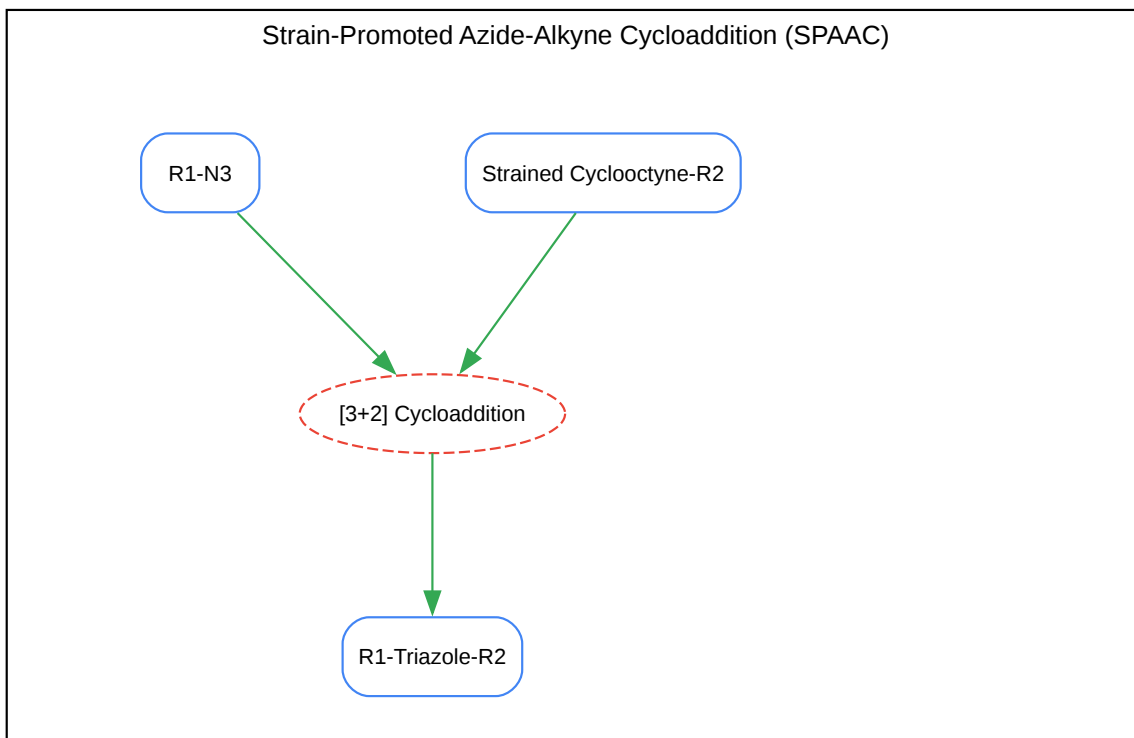 Strain-Promoted Azide-Alkyne Cycloaddition (SPAAC)
R1-N3
Strained Cyclooctyne-R2
[3+2] Cycloaddition
R1-Triazole-R2